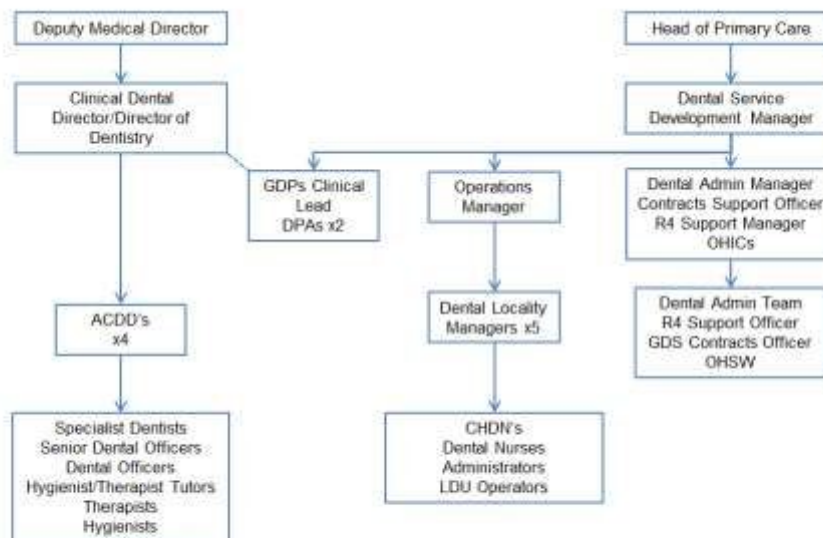 Deputy Medical Director
Head of Primary Care
Clinical Dental
Director/Director of
Dentistry
Dental Service
Development Manager
GDPs Clinical
Lead
DPAs x2
Operations
Manager
Dental Admin Manager
Contracts Support Officer
R4 Support Manager
OHICs
ACDD's
x4
Dental Locality
Managers x5
Dental Admin Team
R4 Support Officer
GDS Contracts Officer
OHSW
Specialist Dentists
Senior Dental Officers
Dental Officers
Hygienist/Therapist Tutors
Therapists
Hygienists
CHDN's
Dental Nurses
Administrators
LDU Operators